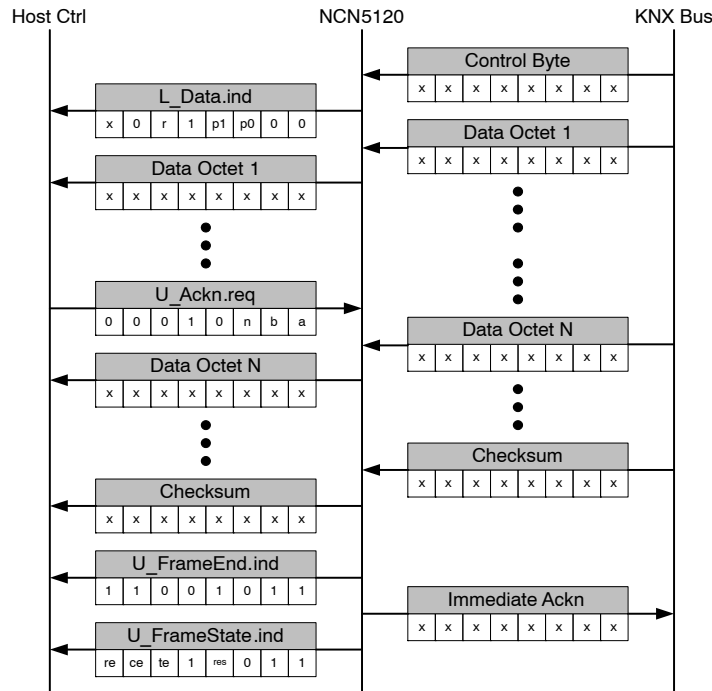 Host Ctrl NCN5120 KNX Bus
Control Byte
x x x x x x x x
L_Data.ind
x 0 r 1 p1 p0 0 0
Data Octet 1
x x x x x x x x
Data Octet 1
x x x x x x x x
U_Ackn.req
0 0 0 1 0 n b a
Data Octet N
x x x x x x x x
Data Octet N
x x x x x x x x
Checksum
x x x x x x x x
Checksum
x x x x x x x x
U_FrameEnd.ind
1 1 0 0 1 0 1 1
Immediate Ackn
x x x x x x x x
U_FrameState.ind
re ce te 1 res 0 1 1